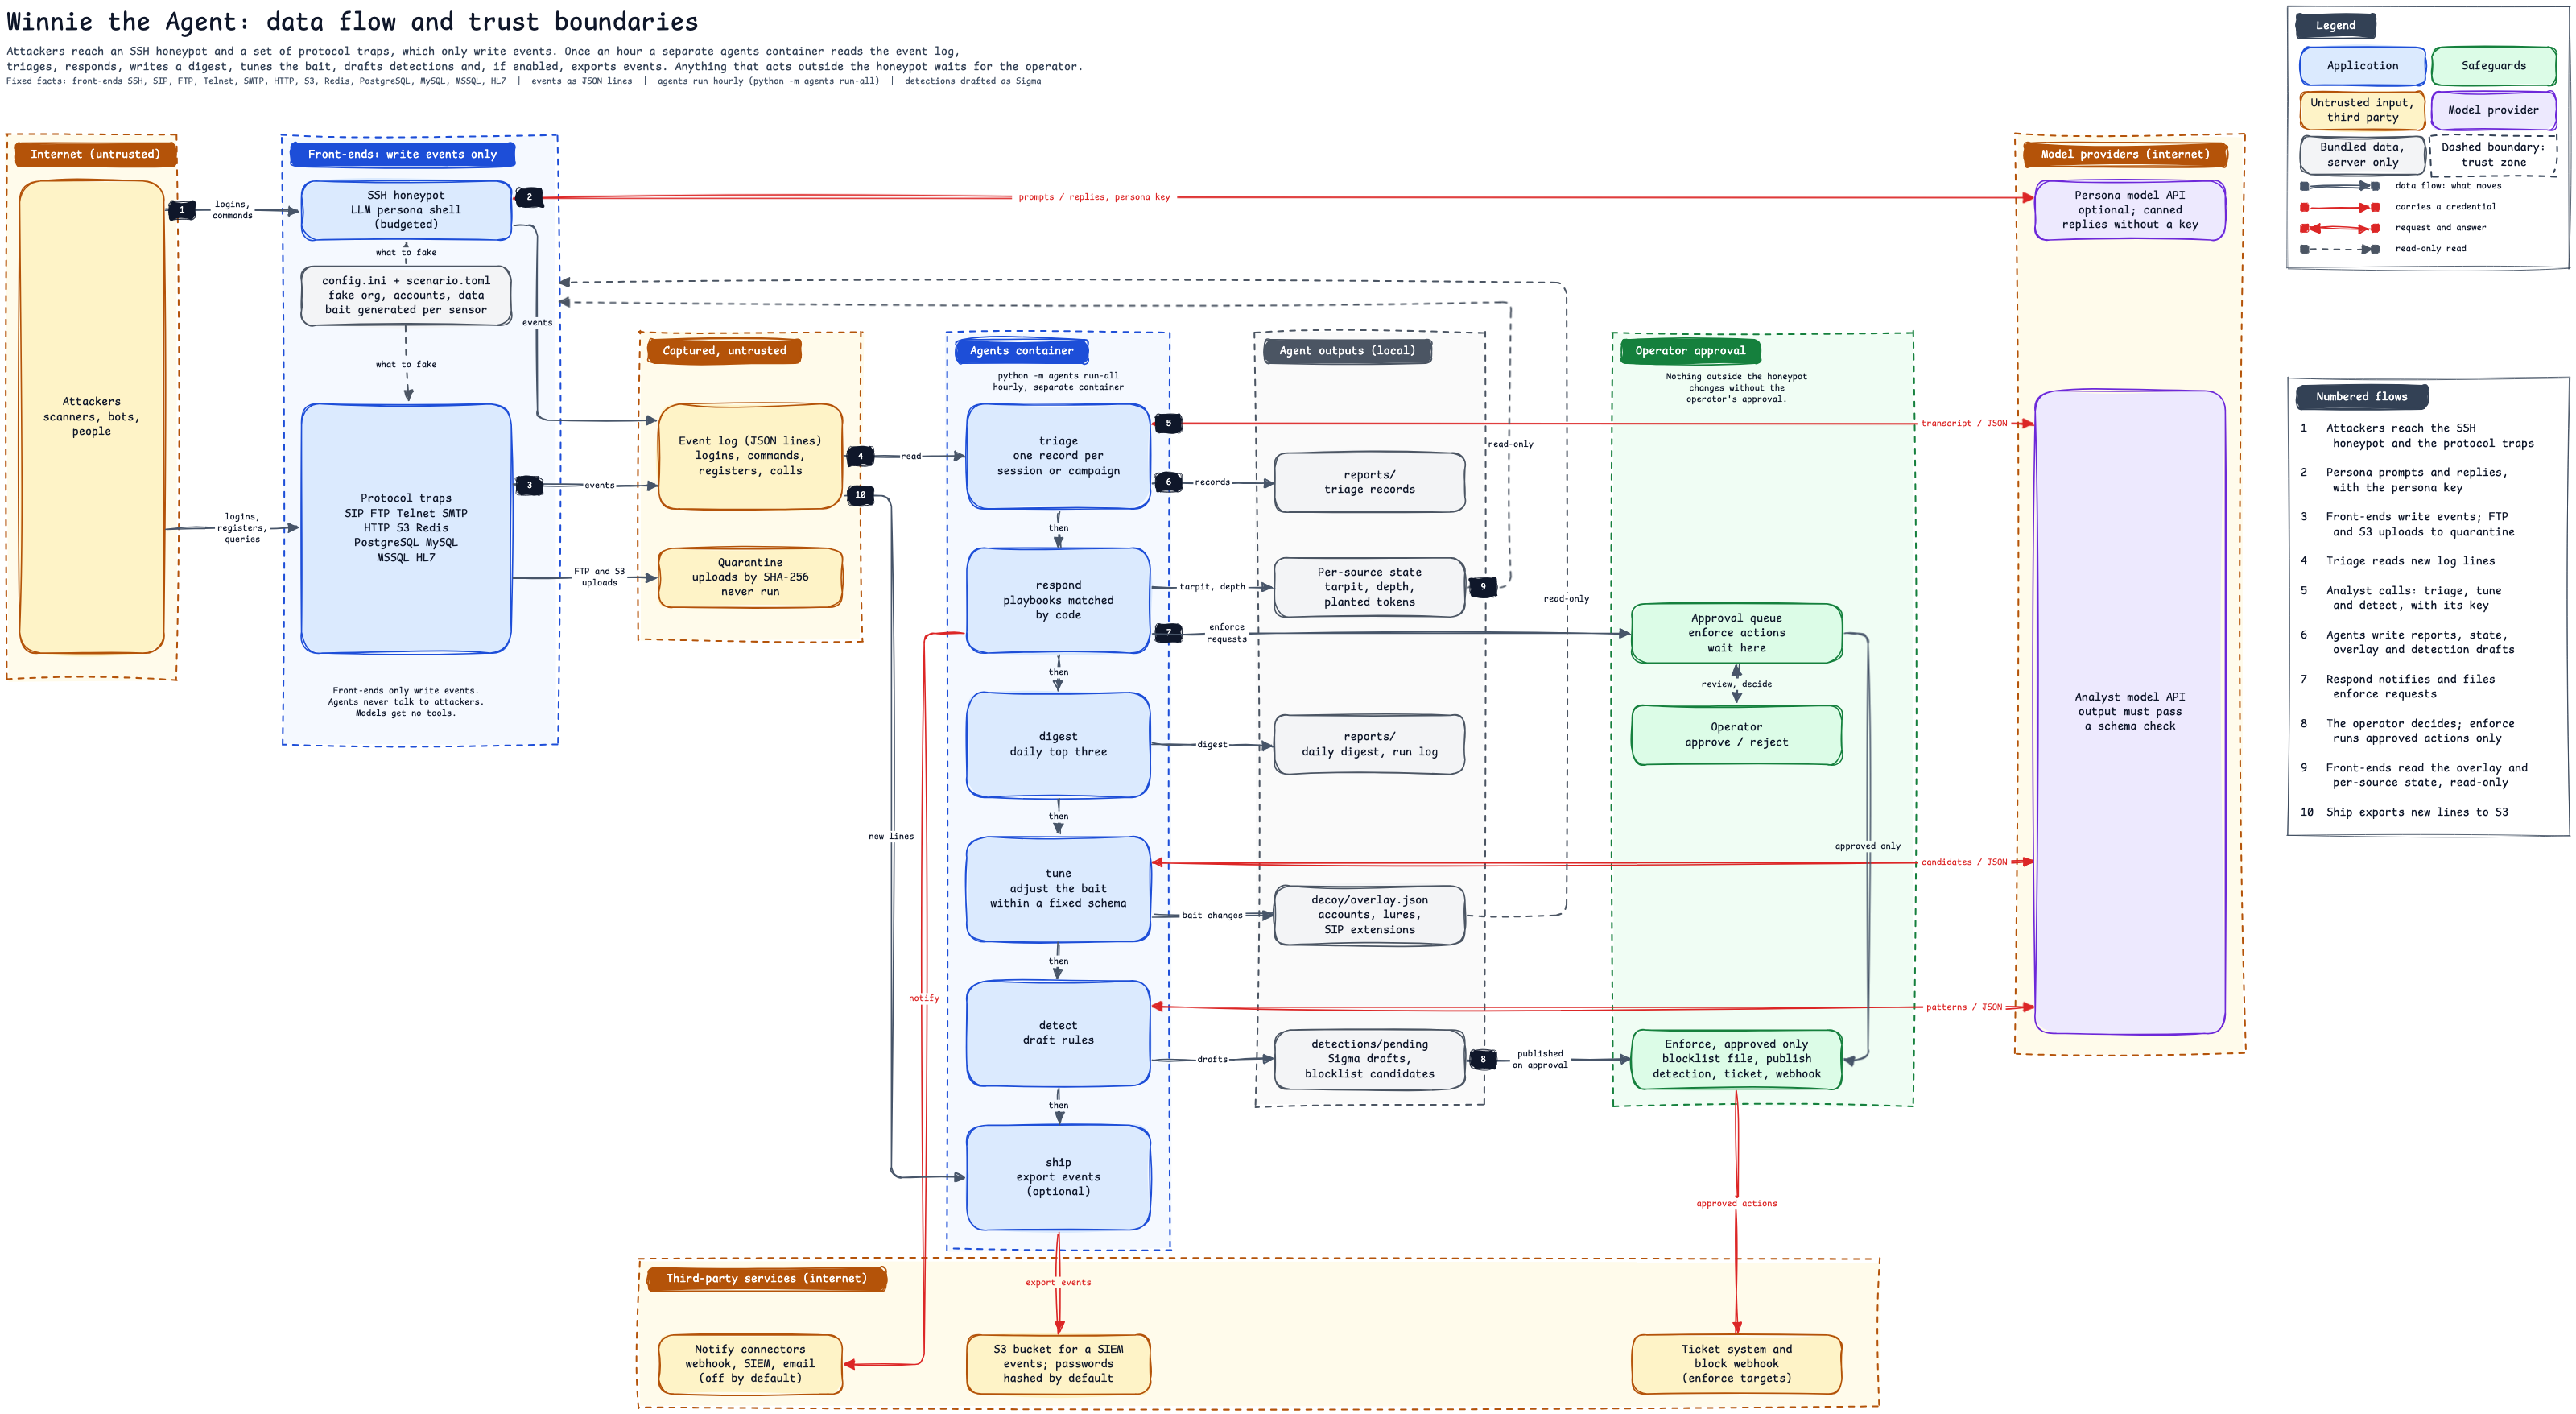 Winnie the Agent: data flow and trust boundaries
Attackers reach an SSH honeypot and a set of protocol traps, which only write events. Once an hour a separate agents container reads the event log,
triages, responds, writes a digest, tunes the bait, drafts detections and, if enabled, exports events. Anything that acts outside the honeypot waits for the operator.
Fixed facts: front-ends SSH, SIP, FTP, Telnet, SMTP, HTTP, S3, Redis, PostgreSQL, MySQL, MSSQL, HL7 | events as JSON lines | agents run hourly (python -m agents run-all) | detections drafted as Sigma
Internet (untrusted)
Attackers
scanners, bots,
people
1
logins,
commands
logins,
registers,
queries
Front-ends: write events only
SSH honeypot
LLM persona shell
(budgeted)
what to fake
config.ini + scenario.toml
fake org, accounts, data
bait generated per sensor
what to fake
Protocol traps
SIP FTP Telnet SMTP
HTTP S3 Redis
PostgreSQL MySQL
MSSQL HL7
Front-ends only write events.
Agents never talk to attackers.
Models get no tools.
2
prompts / replies, persona key
events
3
events
FTP and S3
uploads
Captured, untrusted
Event log (JSON lines)
logins, commands,
registers, calls
Quarantine
uploads by SHA-256
never run
4
read
10
new lines
notify
Agents container
python -m agents run-all
hourly, separate container
triage
one record per
session or campaign
then
respond
playbooks matched
by code
then
digest
daily top three
then
tune
adjust the bait
within a fixed schema
then
detect
draft rules
then
ship
export events
(optional)
5
transcript / JSON
6
records
tarpit, depth
7
enforce
requests
digest
candidates / JSON
bait changes
patterns / JSON
drafts
Agent outputs (local)
reports/
triage records
Per-source state
tarpit, depth,
planted tokens
reports/
daily digest, run log
decoy/overlay.json
accounts, lures,
SIP extensions
detections/pending
Sigma drafts,
blocklist candidates
9
read-only
read-only
8
published
on approval
Operator approval
Nothing outside the honeypot
changes without the
operator's approval.
Approval queue
enforce actions
wait here
review, decide
Operator
approve / reject
approved only
Enforce, approved only
blocklist file, publish
detection, ticket, webhook
approved actions
Model providers (internet)
Persona model API
optional; canned
replies without a key
Analyst model API
output must pass
a schema check
Third-party services (internet)
export events
Notify connectors
webhook, SIEM, email
(off by default)
S3 bucket for a SIEM
events; passwords
hashed by default
Ticket system and
block webhook
(enforce targets)
Legend
Application
Safeguards
Untrusted input,
third party
Model provider
Bundled data,
server only
Dashed boundary:
trust zone
data flow: what moves
carries a credential
request and answer
read-only read
Numbered flows
1 Attackers reach the SSH
honeypot and the protocol traps
2 Persona prompts and replies,
with the persona key
3 Front-ends write events; FTP
and S3 uploads to quarantine
4 Triage reads new log lines
5 Analyst calls: triage, tune
and detect, with its key
6 Agents write reports, state,
overlay and detection drafts
7 Respond notifies and files
enforce requests
8 The operator decides; enforce
runs approved actions only
9 Front-ends read the overlay and
per-source state, read-only
10 Ship exports new lines to S3